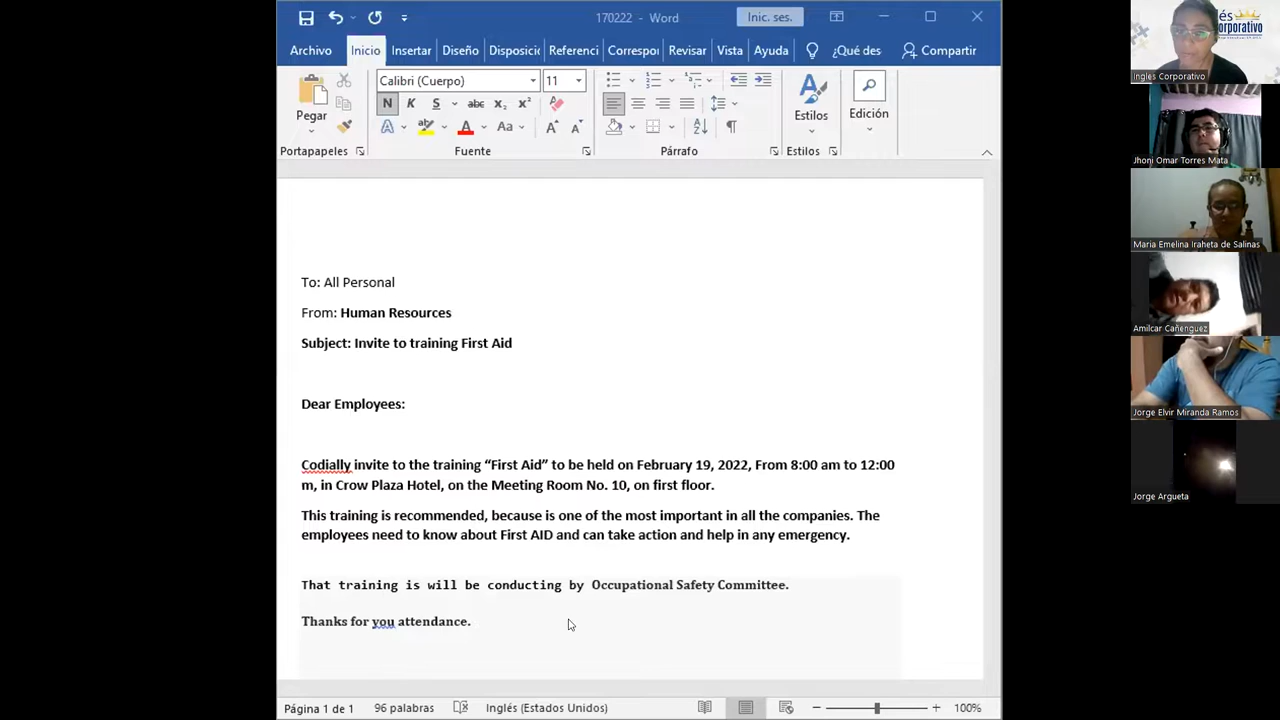 170222 - Word
Inic. ses.
Archivo Inicio Insertar Diseño Disposici Referenci Correspo Revisar Vista Ayuda ¿Qué des Compartir
Calibri (Cuerpo) 11
Pegar
N K S abc x₂ x² Aa
Estilos
Edición
Portapapeles Fuente Párrafo Estilos
To: All Personal
From: Human Resources
Subject: Invite to training First Aid
Dear Employees:
Codially invite to the training “First Aid” to be held on February 19, 2022, From 8:00 am to 12:00
m, in Crow Plaza Hotel, on the Meeting Room No. 10, on first floor.
This training is recommended, because is one of the most important in all the companies. The
employees need to know about First AID and can take action and help in any emergency.
That training is will be conducting by Occupational Safety Committee.
Thanks for you attendance.
Página 1 de 1 96 palabras Inglés (Estados Unidos) 100%
Ingles Corporativo
Jhoni Omar Torres Mata
Maria Emelina Iraheta de Salinas
Amilcar Cañenguez
Jorge Elvir Miranda Ramos
Jorge Argueta